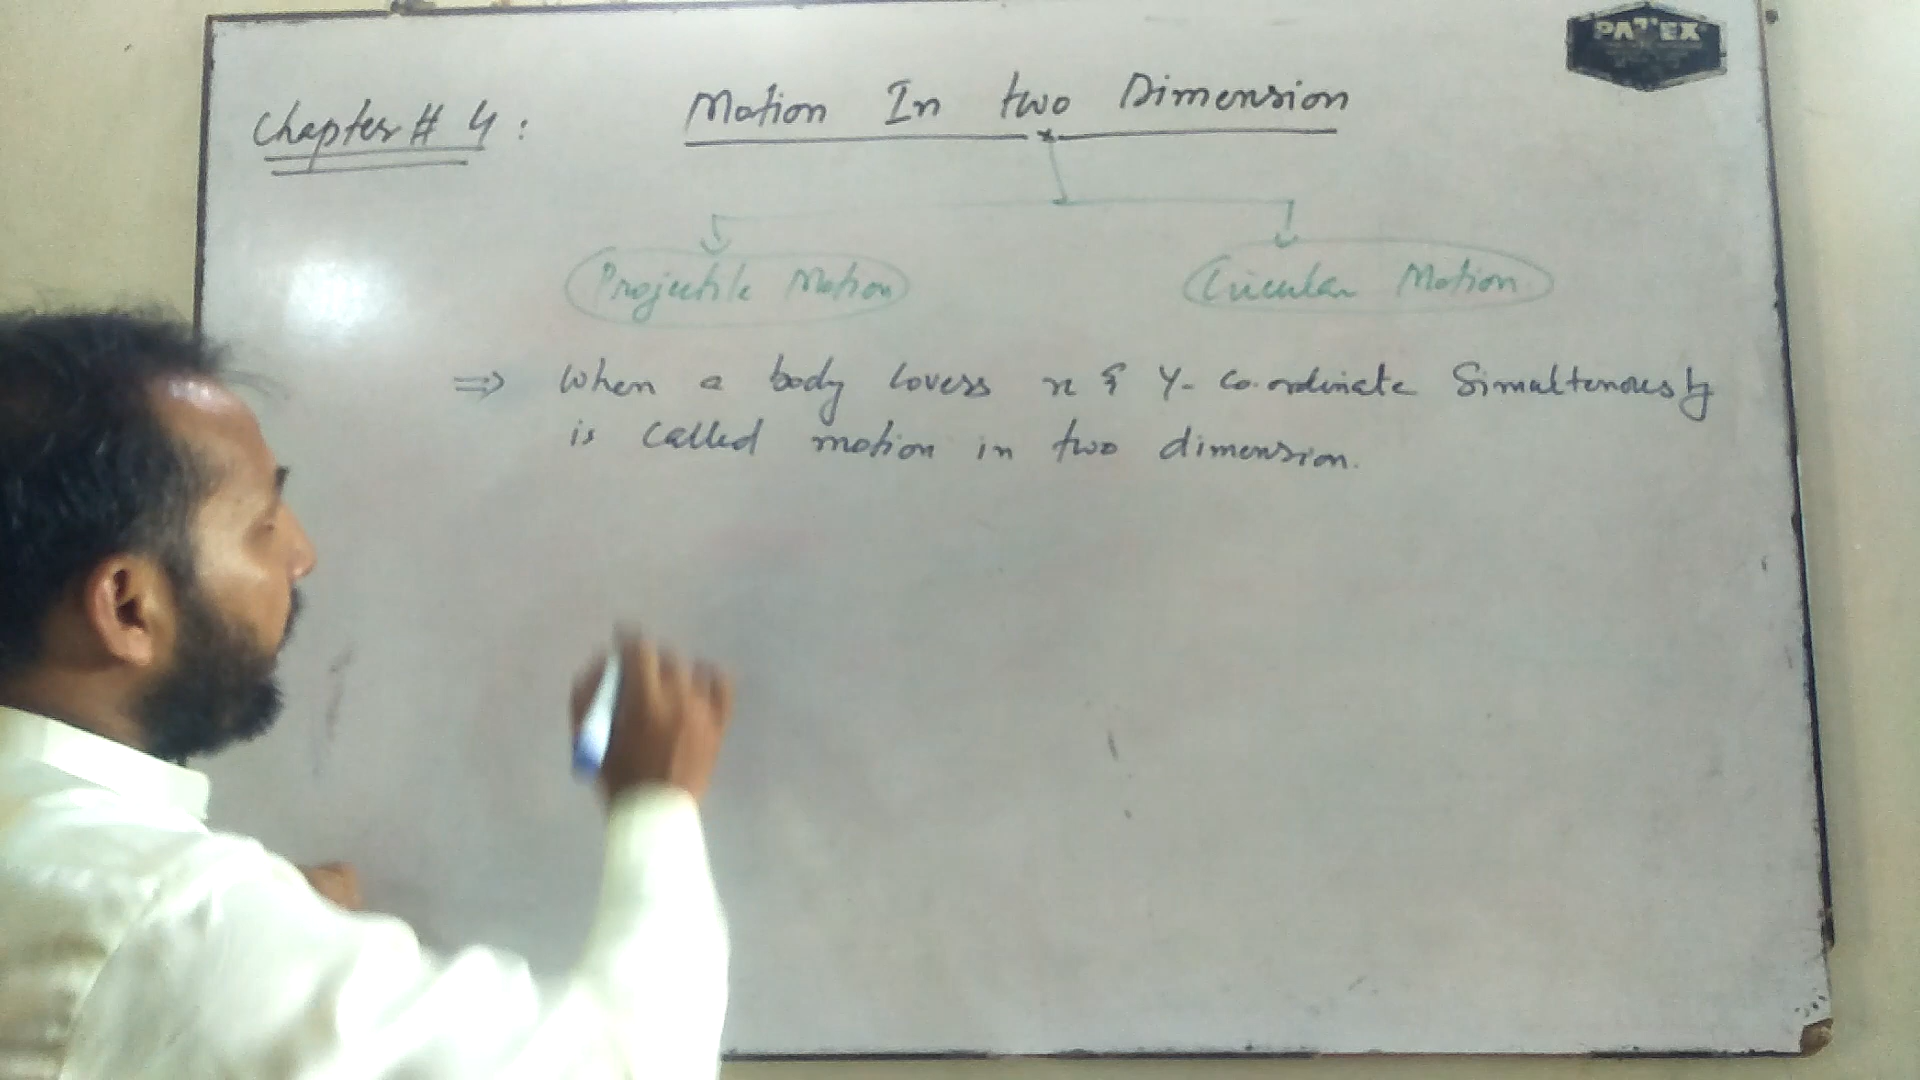 PATEX
Chapter # 4 :
Motion In two Dimension
Projectile Motion
Circular Motion
⇒ When a body covers x & Y- Co-ordinate Simultenously
is called motion in two dimension.